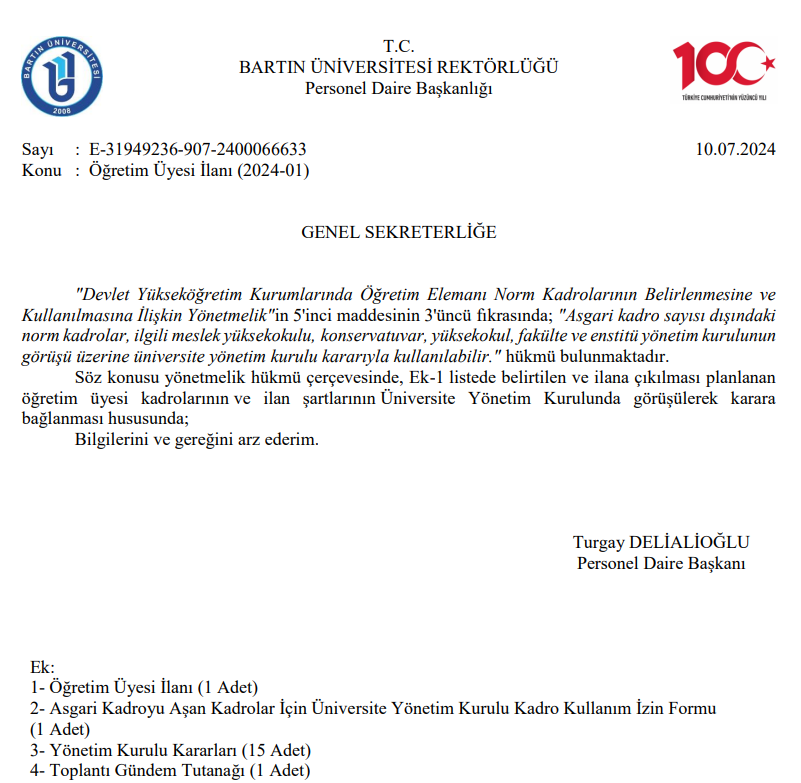 T.C.
BARTIN ÜNİVERSİTESİ REKTÖRLÜĞÜ
Personel Daire Başkanlığı
BARTIN ÜNİVERSİTESİ
2008
100
TÜRKİYE CUMHURİYETİ'NİN YÜZÜNCÜ YILI
Sayı : E-31949236-907-2400066633 10.07.2024
Konu : Öğretim Üyesi İlanı (2024-01)
GENEL SEKRETERLİĞE
"Devlet Yükseköğretim Kurumlarında Öğretim Elemanı Norm Kadrolarının Belirlenmesine ve
Kullanılmasına İlişkin Yönetmelik"in 5'inci maddesinin 3'üncü fıkrasında; "Asgari kadro sayısı dışındaki
norm kadrolar, ilgili meslek yüksekokulu, konservatuvar, yüksekokul, fakülte ve enstitü yönetim kurulunun
görüşü üzerine üniversite yönetim kurulu kararıyla kullanılabilir." hükmü bulunmaktadır.
Söz konusu yönetmelik hükmü çerçevesinde, Ek-1 listede belirtilen ve ilana çıkılması planlanan
öğretim üyesi kadrolarının ve ilan şartlarının Üniversite Yönetim Kurulunda görüşülerek karara
bağlanması hususunda;
Bilgilerini ve gereğini arz ederim.
Turgay DELİALİOĞLU
Personel Daire Başkanı
Ek:
1- Öğretim Üyesi İlanı (1 Adet)
2- Asgari Kadroyu Aşan Kadrolar İçin Üniversite Yönetim Kurulu Kadro Kullanım İzin Formu
(1 Adet)
3- Yönetim Kurulu Kararları (15 Adet)
4- Toplantı Gündem Tutanağı (1 Adet)